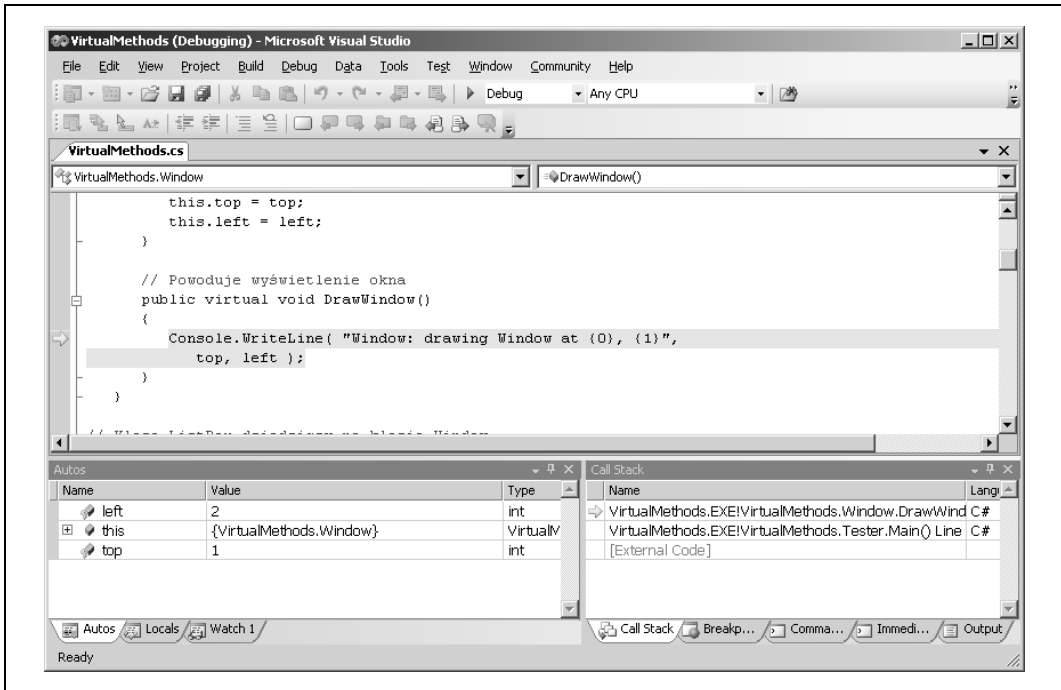 VirtualMethods (Debugging) - Microsoft Visual Studio
File Edit View Project Build Debug Data Tools Test Window Community Help
Debug Any CPU
VirtualMethods.cs
VirtualMethods.Window DrawWindow()
this.top = top;
this.left = left;
}
// Powoduje wyświetlenie okna
public virtual void DrawWindow()
{
Console.WriteLine( "Window: drawing Window at {0}, {1}",
top, left );
}
}
Autos
Name Value Type
left 2 int
this {VirtualMethods.Window} VirtualM
top 1 int
Autos Locals Watch 1
Call Stack
Name Langu
VirtualMethods.EXE!VirtualMethods.Window.DrawWind C#
VirtualMethods.EXE!VirtualMethods.Tester.Main() Line C#
[External Code]
Call Stack Breakp... Comma... Immedi... Output
Ready